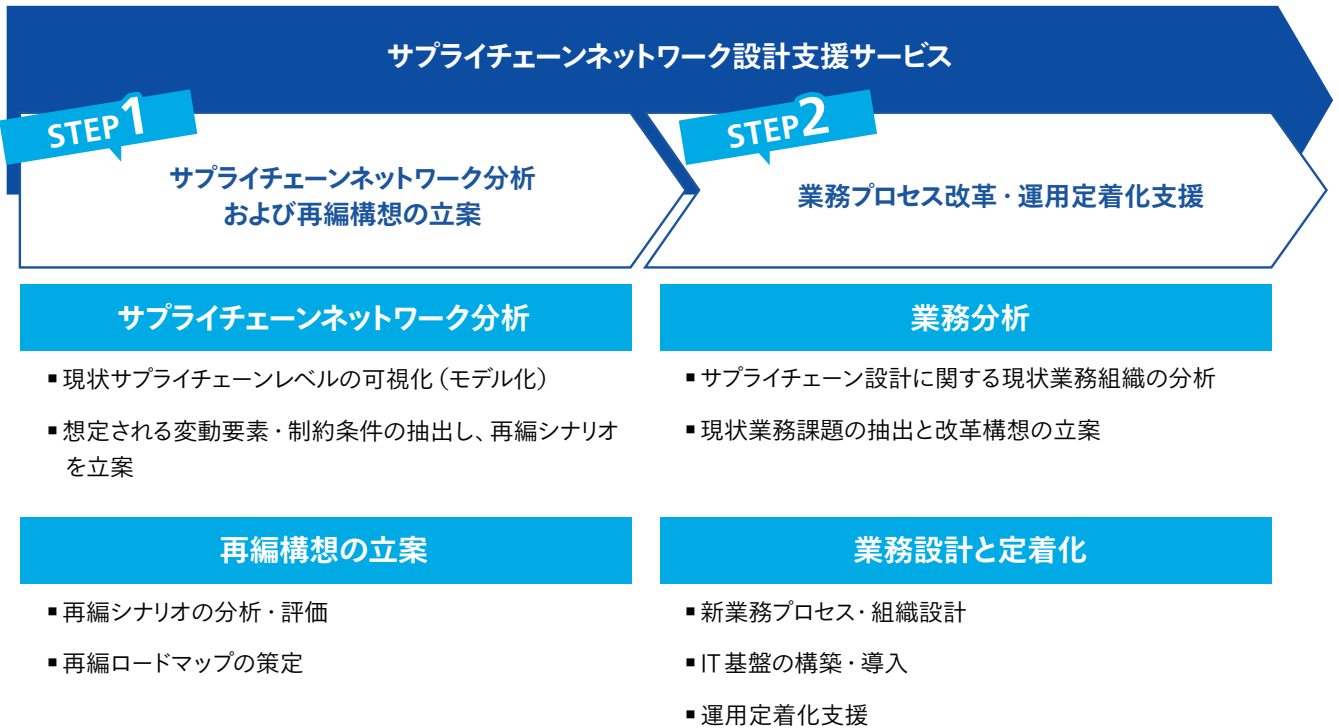 サプライチェーンネットワーク設計支援サービス
STEP1
サプライチェーンネットワーク分析
および再編構想の立案
STEP2
業務プロセス改革・運用定着化支援
サプライチェーンネットワーク分析
▪現状サプライチェーンレベルの可視化（モデル化）
▪想定される変動要素・制約条件の抽出し、再編シナリオ
を立案
再編構想の立案
▪再編シナリオの分析・評価
▪再編ロードマップの策定
業務分析
▪サプライチェーン設計に関する現状業務組織の分析
▪現状業務課題の抽出と改革構想の立案
業務設計と定着化
▪新業務プロセス・組織設計
▪IT基盤の構築・導入
▪運用定着化支援